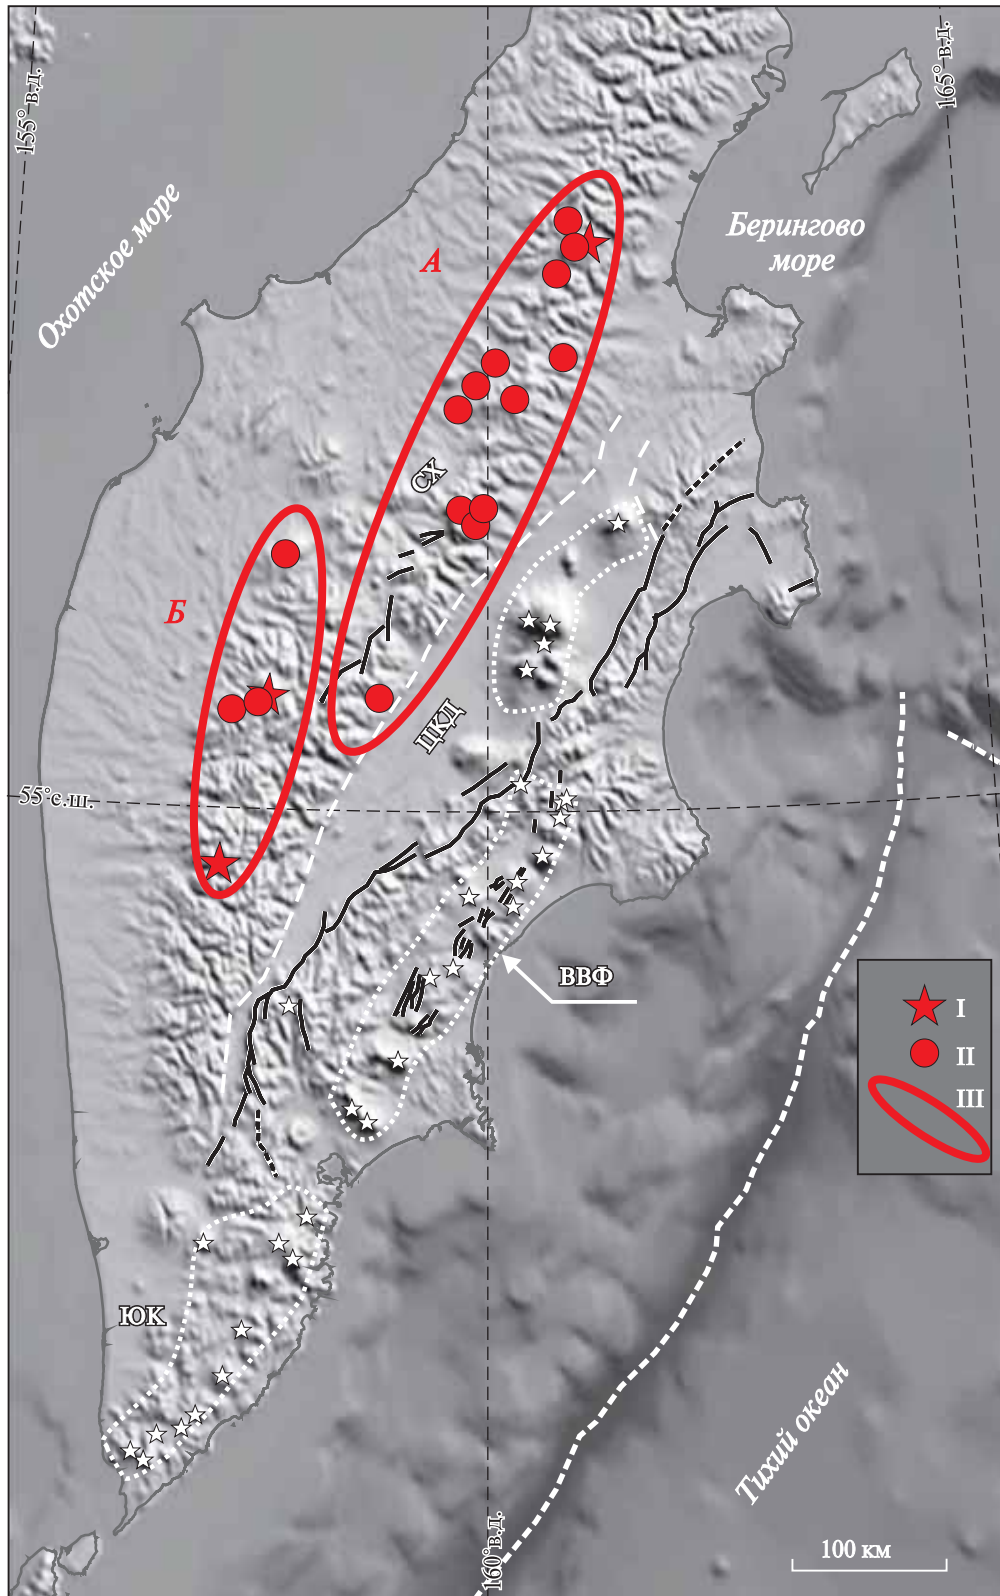 155° в.д.
165° в.д.
Охотское море
Берингово
море
А
СХ
Б
ЦКД
55°с.ш.
ВВФ
I
II
III
ЮК
Тихий океан
160°в.д.
100 км